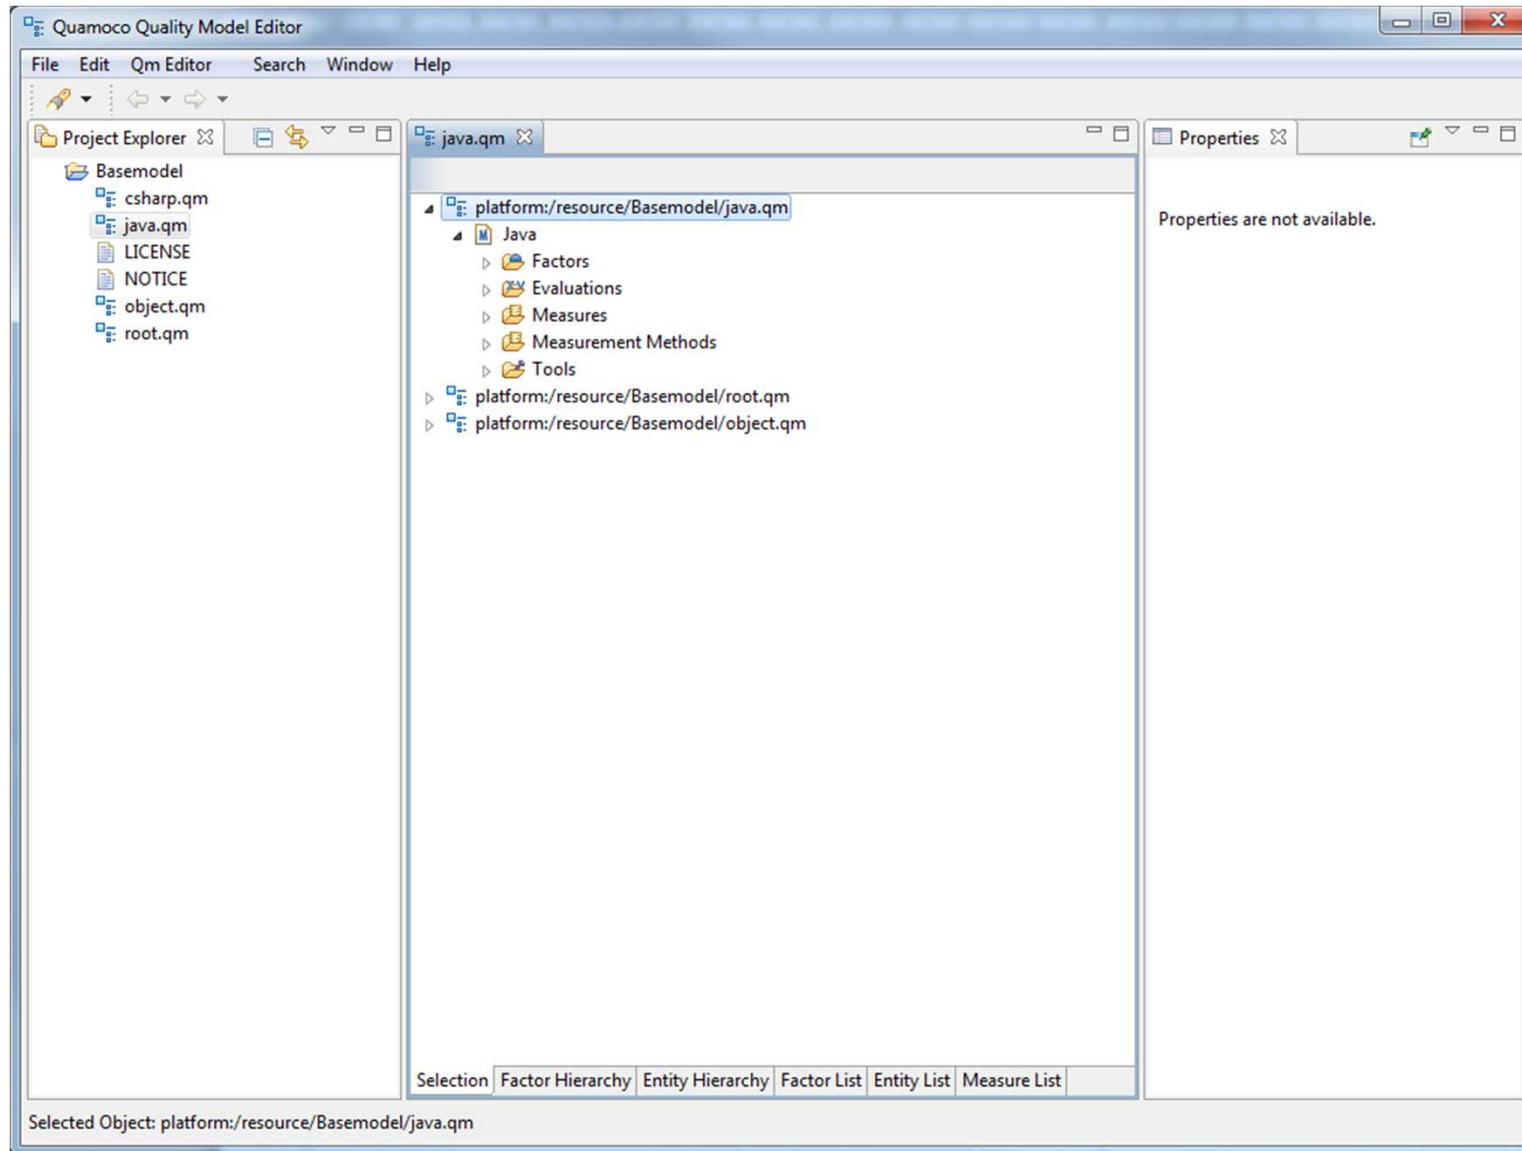 Quamoco Quality Model Editor
File Edit Qm Editor Search Window Help
Project Explorer
Basemodel
csharp.qm
java.qm
LICENSE
NOTICE
object.qm
root.qm
java.qm
platform:/resource/Basemodel/java.qm
M Java
Factors
Evaluations
Measures
Measurement Methods
Tools
platform:/resource/Basemodel/root.qm
platform:/resource/Basemodel/object.qm
Selection Factor Hierarchy Entity Hierarchy Factor List Entity List Measure List
Properties
Properties are not available.
Selected Object: platform:/resource/Basemodel/java.qm